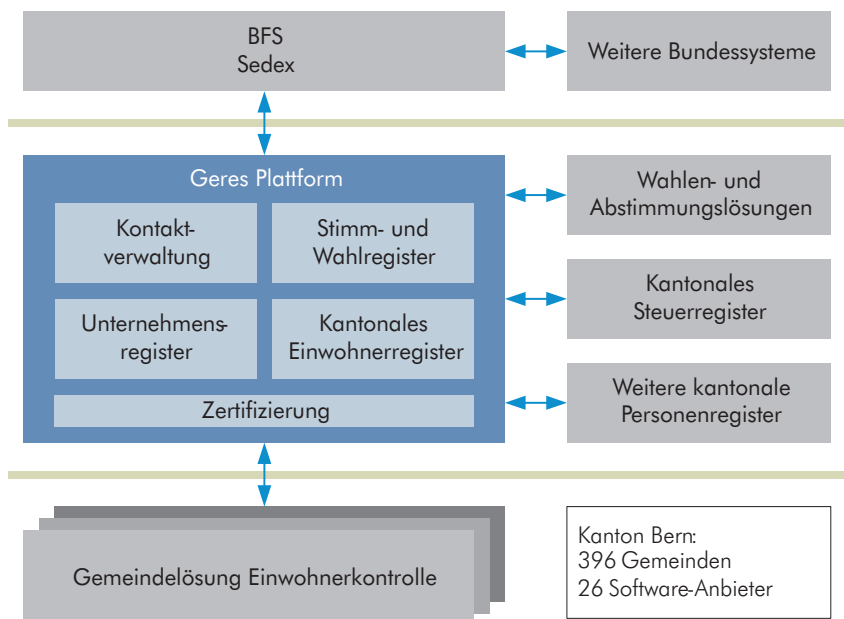 BFS
Sedex
Weitere Bundessysteme
Geres Plattform
Kontakt-
verwaltung
Stimm- und
Wahlregister
Unternehmens-
register
Kantonales
Einwohnerregister
Zertifizierung
Wahlen- und
Abstimmungslösungen
Kantonales
Steuerregister
Weitere kantonale
Personenregister
Gemeindelösung Einwohnerkontrolle
Kanton Bern:
396 Gemeinden
26 Software-Anbieter